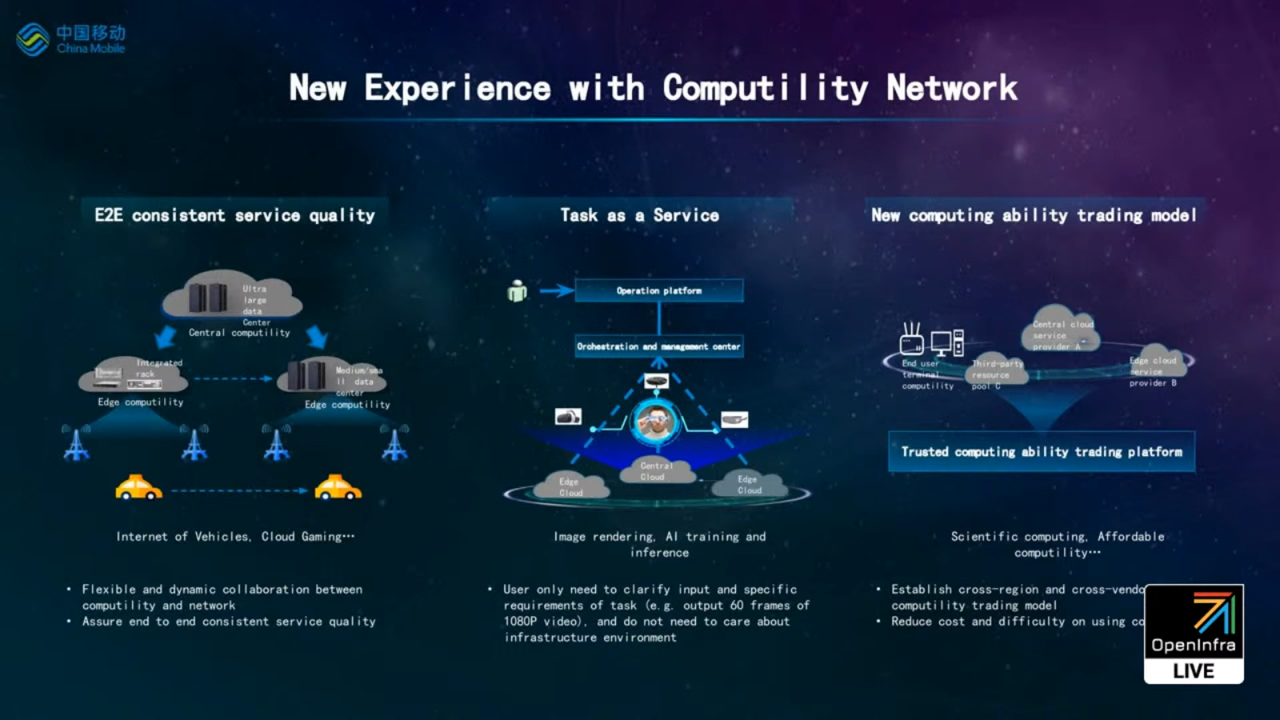 中国移动
China Mobile
New Experience with Computility Network
E2E consistent service quality
Ultra
large
data
Center
Central computility
Integrated
rack
Edge computility
Medium/sma
ll data
center
Edge computility
Internet of Vehicles, Cloud Gaming…
• Flexible and dynamic collaboration between
computility and network
• Assure end to end consistent service quality
Task as a Service
Operation platform
Orchestration and management center
Edge
Cloud
Central
Cloud
Edge
Cloud
Image rendering, AI training and
inference
• User only need to clarify input and specific
requirements of task (e.g. output 60 frames of
1080P video), and do not need to care about
infrastructure environment
New computing ability trading model
End user
terminal
computility
Third-party
resource
pool C
Central cloud
service
provider A
Edge cloud
service
provider B
Trusted computing ability trading platform
Scientific computing, Affordable
computility…
• Establish cross-region and
computility trading model
• Reduce cost and difficulty on using
OpenInfra
LIVE